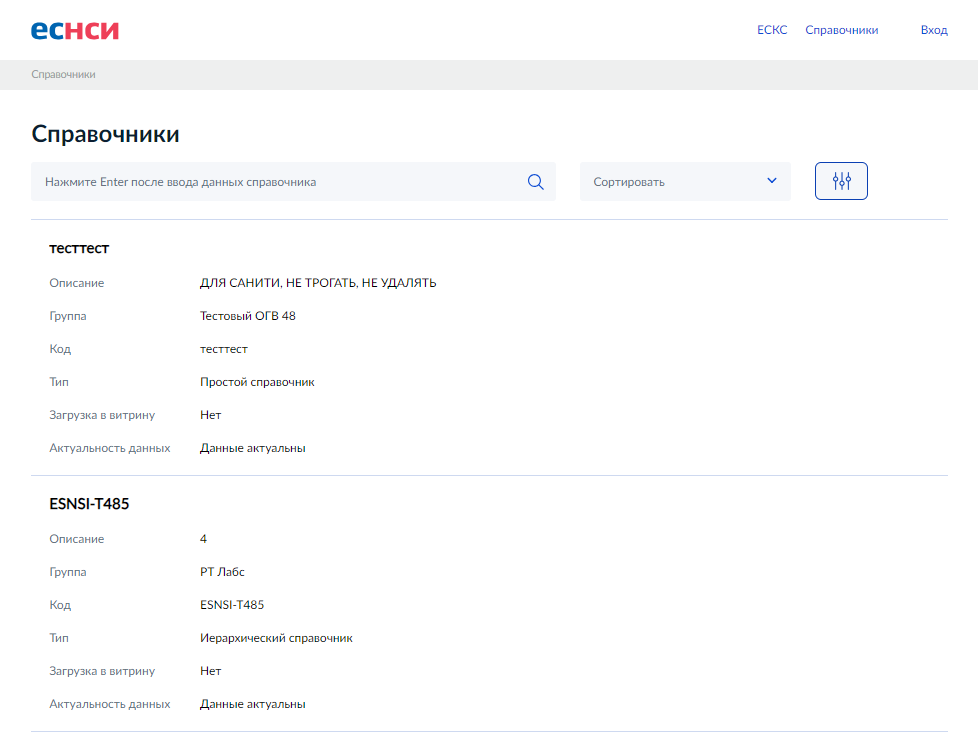 еснси
ЕСКС Справочники Вход
Справочники
Справочники
Нажмите Enter после ввода данных справочника Сортировать
тесттест
Описание ДЛЯ САНИТИ, НЕ ТРОГАТЬ, НЕ УДАЛЯТЬ
Группа Тестовый ОГВ 48
Код тесттест
Тип Простой справочник
Загрузка в витрину Нет
Актуальность данных Данные актуальны
ESNSI-T485
Описание 4
Группа РТ Лабс
Код ESNSI-T485
Тип Иерархический справочник
Загрузка в витрину Нет
Актуальность данных Данные актуальны